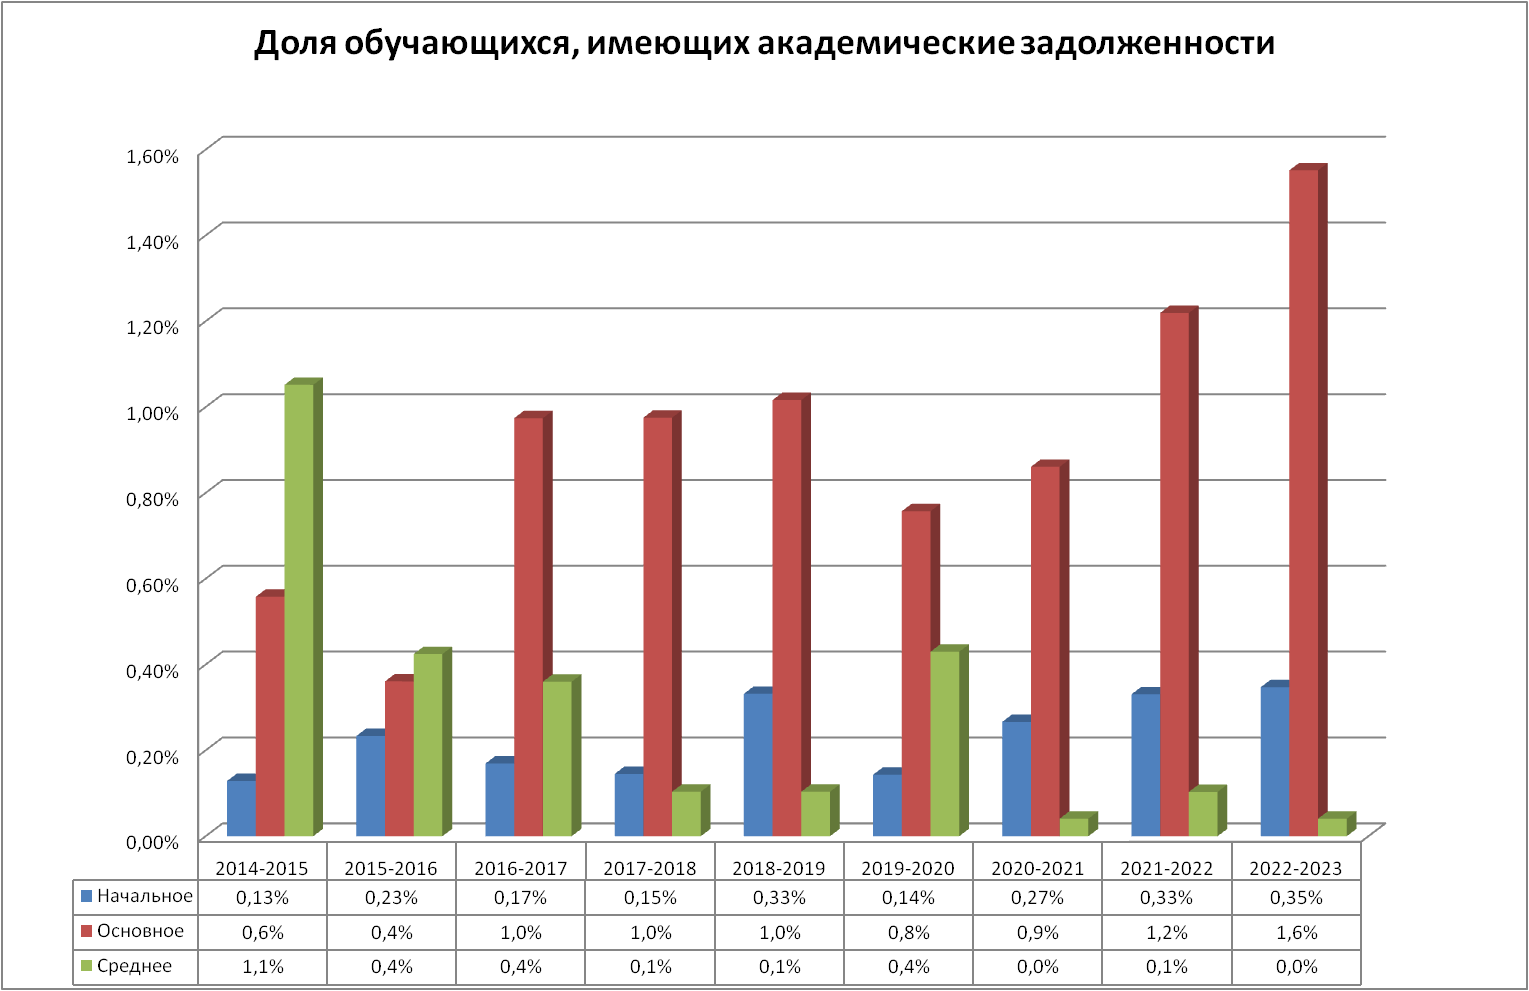 Доля обучающихся, имеющих академические задолженности
1,60%
1,40%
1,20%
1,00%
0,80%
0,60%
0,40%
0,20%
0,00%
2014-2015 2015-2016 2016-2017 2017-2018 2018-2019 2019-2020 2020-2021 2021-2022 2022-2023
Начальное 0,13% 0,23% 0,17% 0,15% 0,33% 0,14% 0,27% 0,33% 0,35%
Основное 0,6% 0,4% 1,0% 1,0% 1,0% 0,8% 0,9% 1,2% 1,6%
Среднее 1,1% 0,4% 0,4% 0,1% 0,1% 0,4% 0,0% 0,1% 0,0%